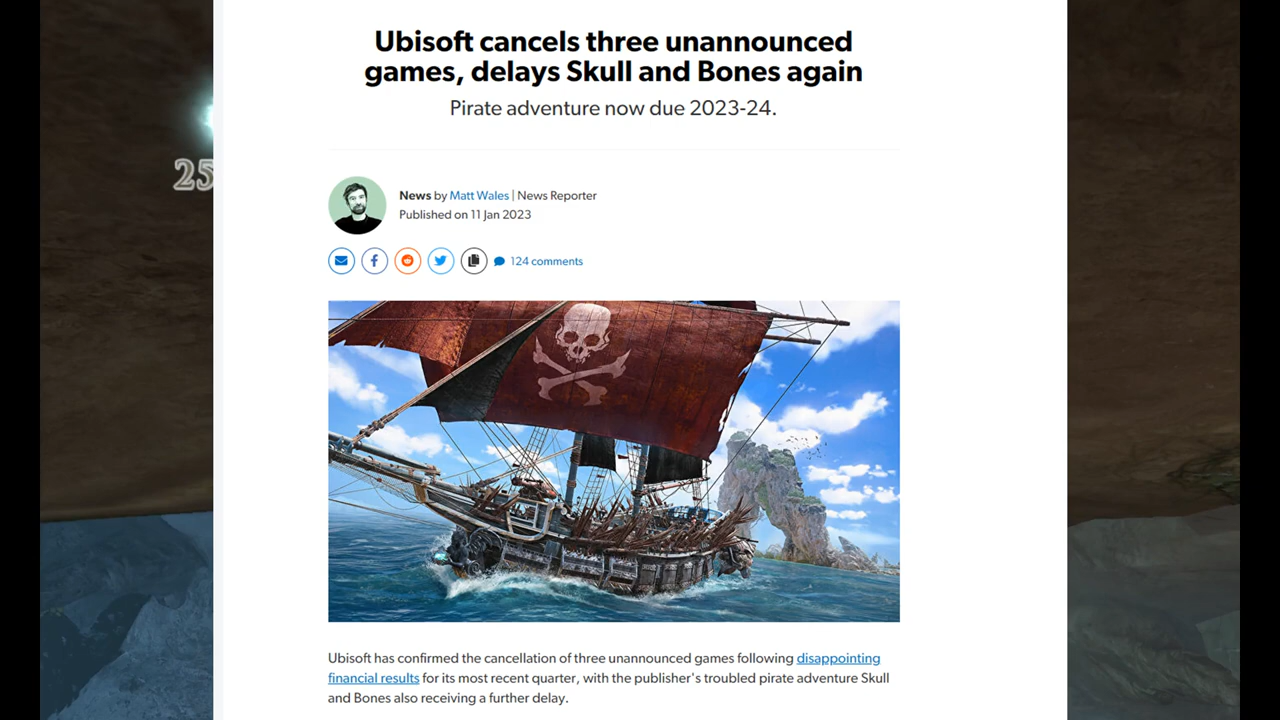 Ubisoft cancels three unannounced
games, delays Skull and Bones again
Pirate adventure now due 2023-24.
25
News by Matt Wales | News Reporter
Published on 11 Jan 2023
124 comments
Ubisoft has confirmed the cancellation of three unannounced games following disappointing
financial results for its most recent quarter, with the publisher's troubled pirate adventure Skull
and Bones also receiving a further delay.